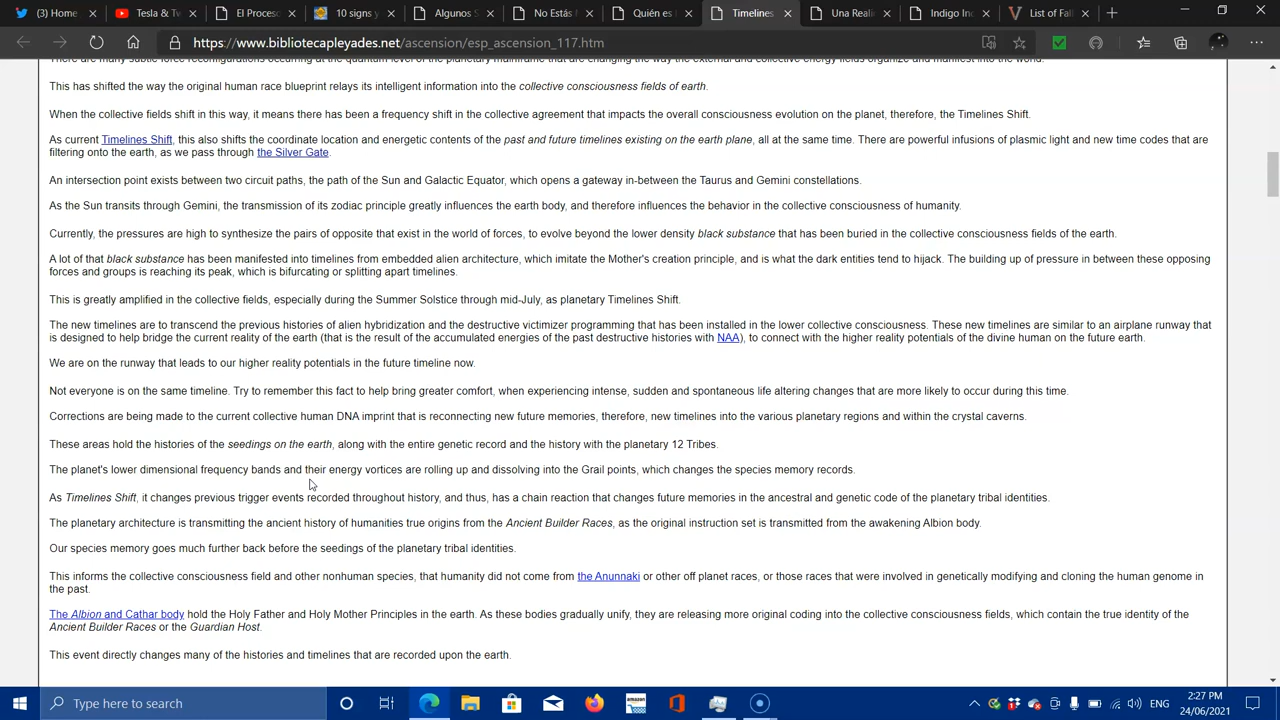 (3) Home
Tesla & Tw
El Proceso
10 signs y
Algunos S
No Estás
Quién es
Timelines
Una Reali
Indigo Inc
List of Fal
https://www.bibliotecapleyades.net/ascension/esp_ascension_117.htm
There are many subtle force reconfigurations occurring at the quantum level of the planetary mainframe that are changing the way the external and collective energy fields organize and manifest into the world.
This has shifted the way the original human race blueprint relays its intelligent information into the collective consciousness fields of earth.
When the collective fields shift in this way, it means there has been a frequency shift in the collective agreement that impacts the overall consciousness evolution on the planet, therefore, the Timelines Shift.
As current Timelines Shift, this also shifts the coordinate location and energetic contents of the past and future timelines existing on the earth plane, all at the same time. There are powerful infusions of plasmic light and new time codes that are
filtering onto the earth, as we pass through the Silver Gate.
An intersection point exists between two circuit paths, the path of the Sun and Galactic Equator, which opens a gateway in-between the Taurus and Gemini constellations.
As the Sun transits through Gemini, the transmission of its zodiac principle greatly influences the earth body, and therefore influences the behavior in the collective consciousness of humanity.
Currently, the pressures are high to synthesize the pairs of opposite that exist in the world of forces, to evolve beyond the lower density black substance that has been buried in the collective consciousness fields of the earth.
A lot of that black substance has been manifested into timelines from embedded alien architecture, which imitate the Mother's creation principle, and is what the dark entities tend to hijack. The building up of pressure in between these opposing
forces and groups is reaching its peak, which is bifurcating or splitting apart timelines.
This is greatly amplified in the collective fields, especially during the Summer Solstice through mid-July, as planetary Timelines Shift.
The new timelines are to transcend the previous histories of alien hybridization and the destructive victimizer programming that has been installed in the lower collective consciousness. These new timelines are similar to an airplane runway that
is designed to help bridge the current reality of the earth (that is the result of the accumulated energies of the past destructive histories with NAA), to connect with the higher reality potentials of the divine human on the future earth.
We are on the runway that leads to our higher reality potentials in the future timeline now.
Not everyone is on the same timeline. Try to remember this fact to help bring greater comfort, when experiencing intense, sudden and spontaneous life altering changes that are more likely to occur during this time.
Corrections are being made to the current collective human DNA imprint that is reconnecting new future memories, therefore, new timelines into the various planetary regions and within the crystal caverns.
These areas hold the histories of the seedings on the earth, along with the entire genetic record and the history with the planetary 12 Tribes.
The planet's lower dimensional frequency bands and their energy vortices are rolling up and dissolving into the Grail points, which changes the species memory records.
As Timelines Shift, it changes previous trigger events recorded throughout history, and thus, has a chain reaction that changes future memories in the ancestral and genetic code of the planetary tribal identities.
The planetary architecture is transmitting the ancient history of humanities true origins from the Ancient Builder Races, as the original instruction set is transmitted from the awakening Albion body.
Our species memory goes much further back before the seedings of the planetary tribal identities.
This informs the collective consciousness field and other nonhuman species, that humanity did not come from the Anunnaki or other off planet races, or those races that were involved in genetically modifying and cloning the human genome in
the past.
The Albion and Cathar body hold the Holy Father and Holy Mother Principles in the earth. As these bodies gradually unify, they are releasing more original coding into the collective consciousness fields, which contain the true identity of the
Ancient Builder Races or the Guardian Host.
This event directly changes many of the histories and timelines that are recorded upon the earth.
Type here to search
amazon
ENG
2:27 PM
24/06/2021